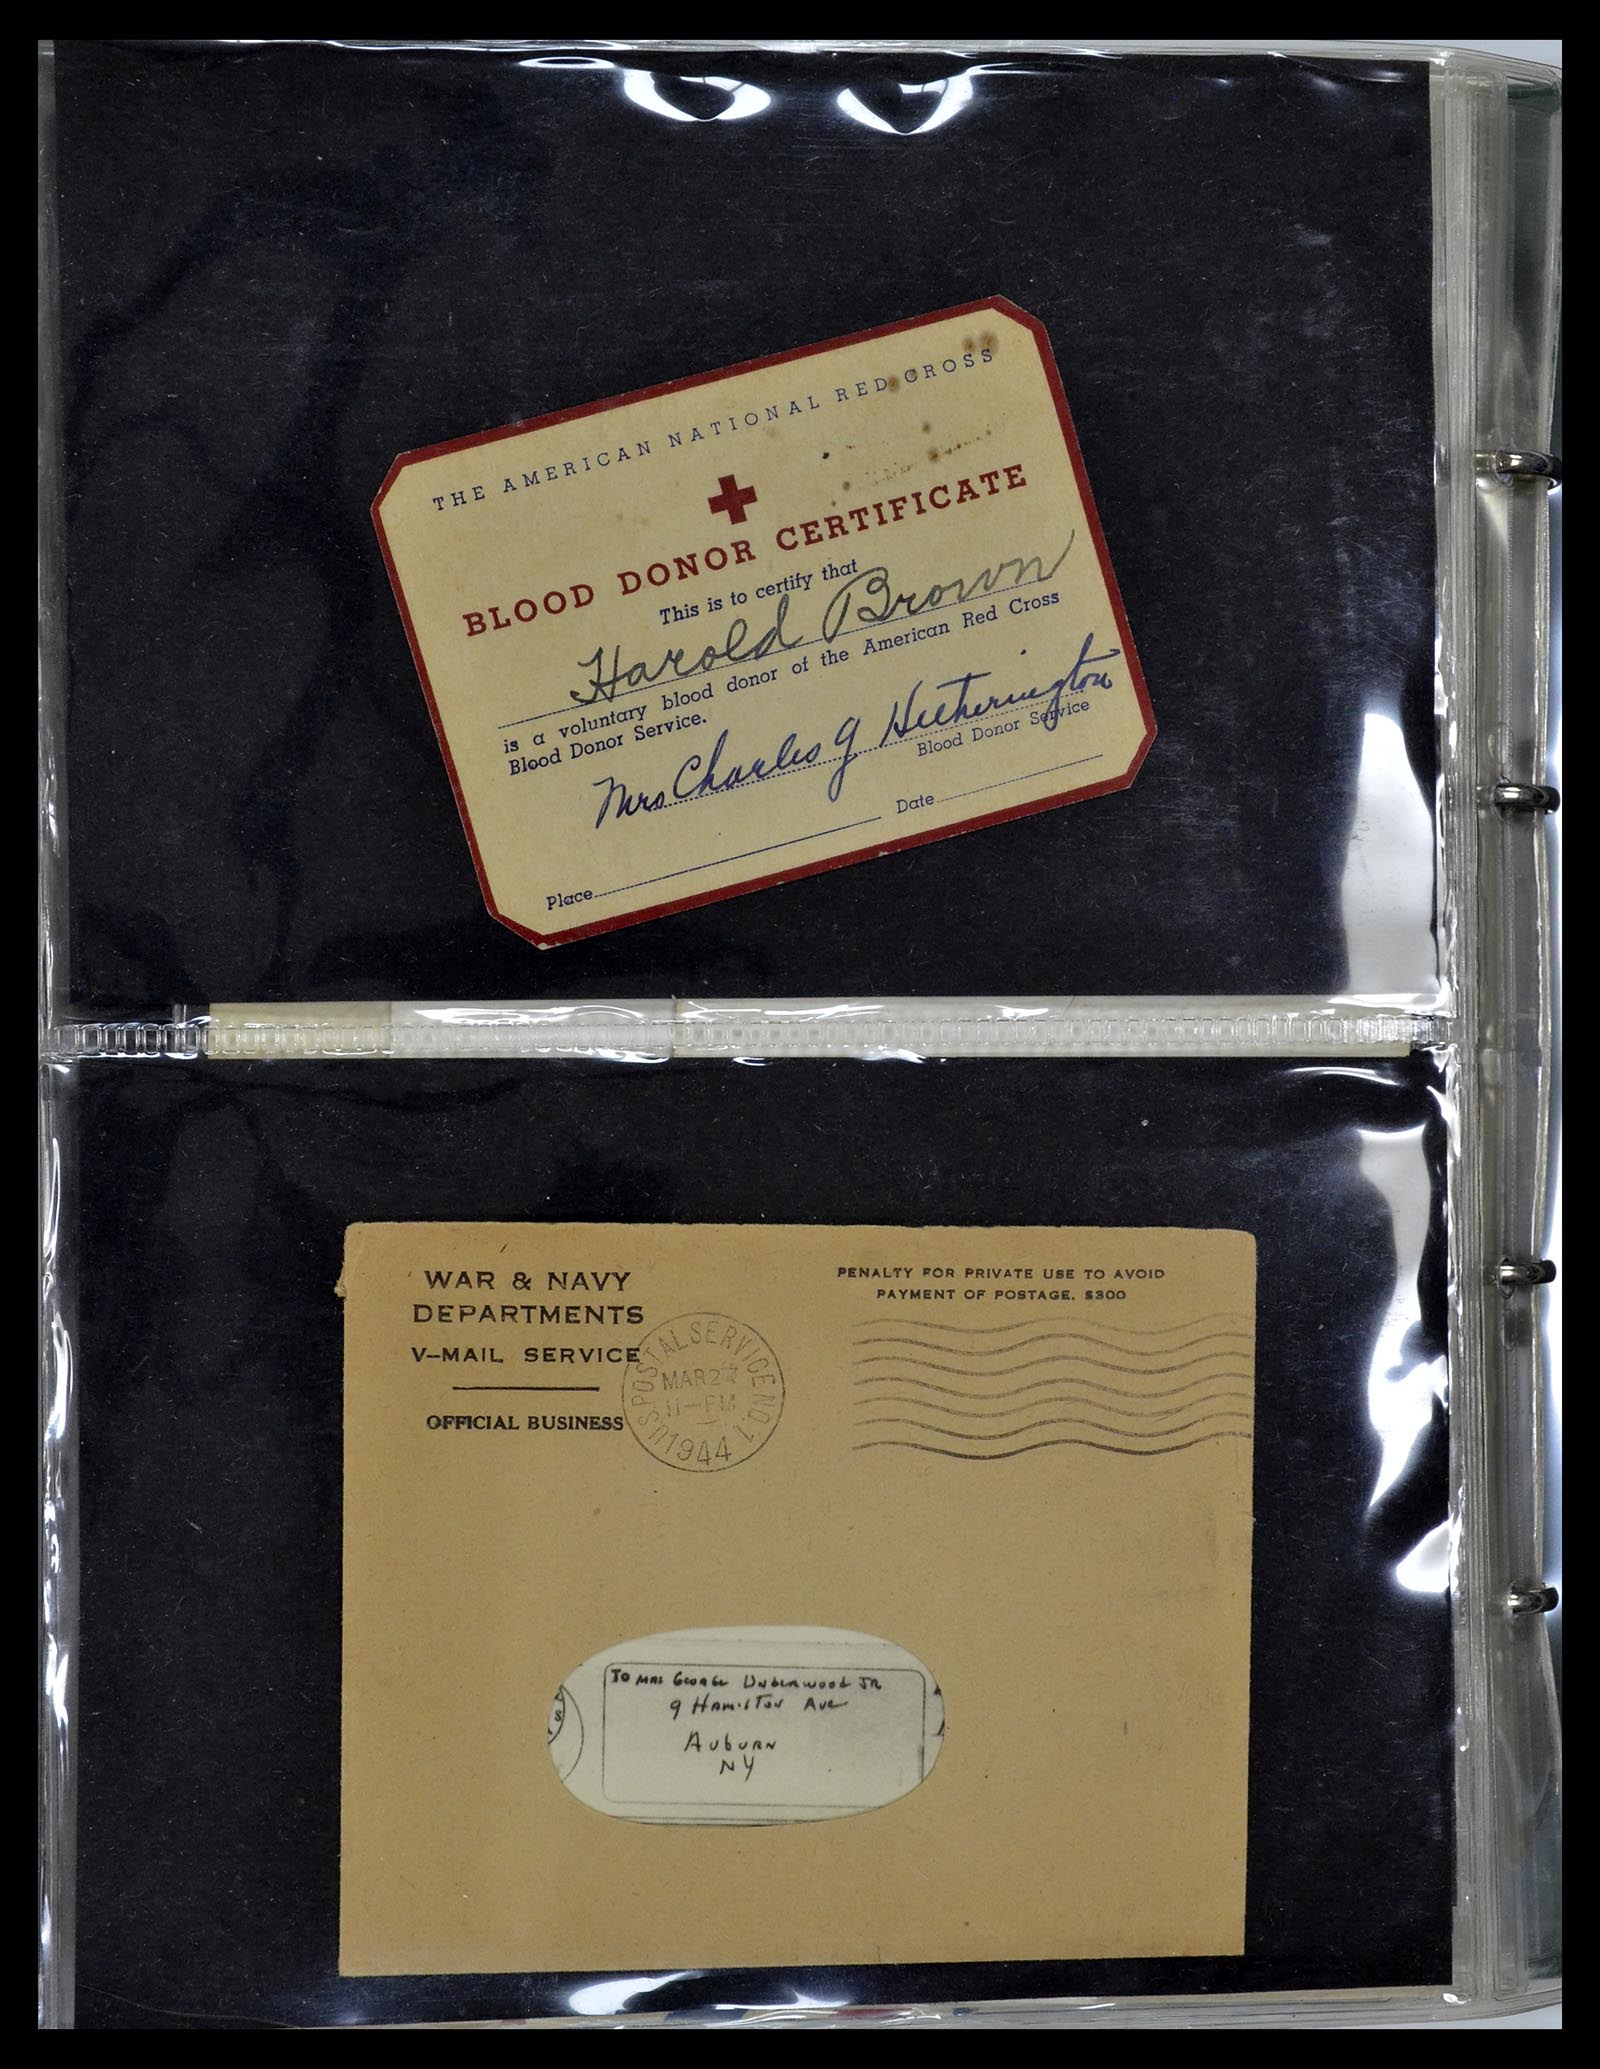 THE AMERICAN NATIONAL RED CROSS
BLOOD DONOR CERTIFICATE
This is to certify that
Harold Brown
is a voluntary blood donor of the American Red Cross
Blood Donor Service.
Mrs Charles G Hetherington
Blood Donor Service
Place
Date
WAR & NAVY
DEPARTMENTS
V-MAIL SERVICE
OFFICIAL BUSINESS
PENALTY FOR PRIVATE USE TO AVOID
PAYMENT OF POSTAGE, $300
U.S. POSTAL SERVICE NO. 1
MAR 2
11-PM
1944
TO MRS GEORGE UNDERWOOD JR
9 HAMILTON AVE
AUBURN
NY